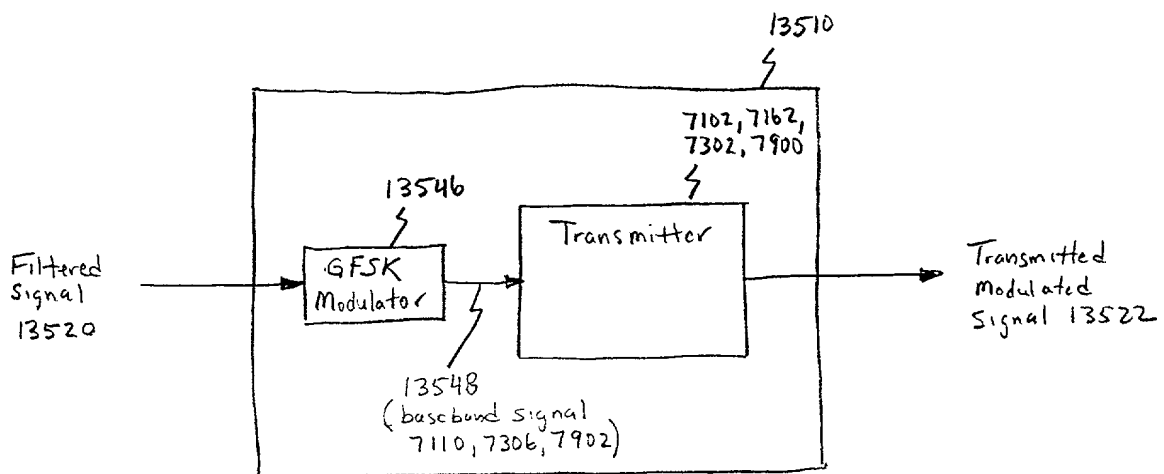 13510
7102, 7162,
7302, 7900
13546
Transmitter
GFSK
Modulator
Filtered
Signal
13520
Transmitted
Modulated
Signal 13522
13548
(baseband signal
7110, 7306, 7902)